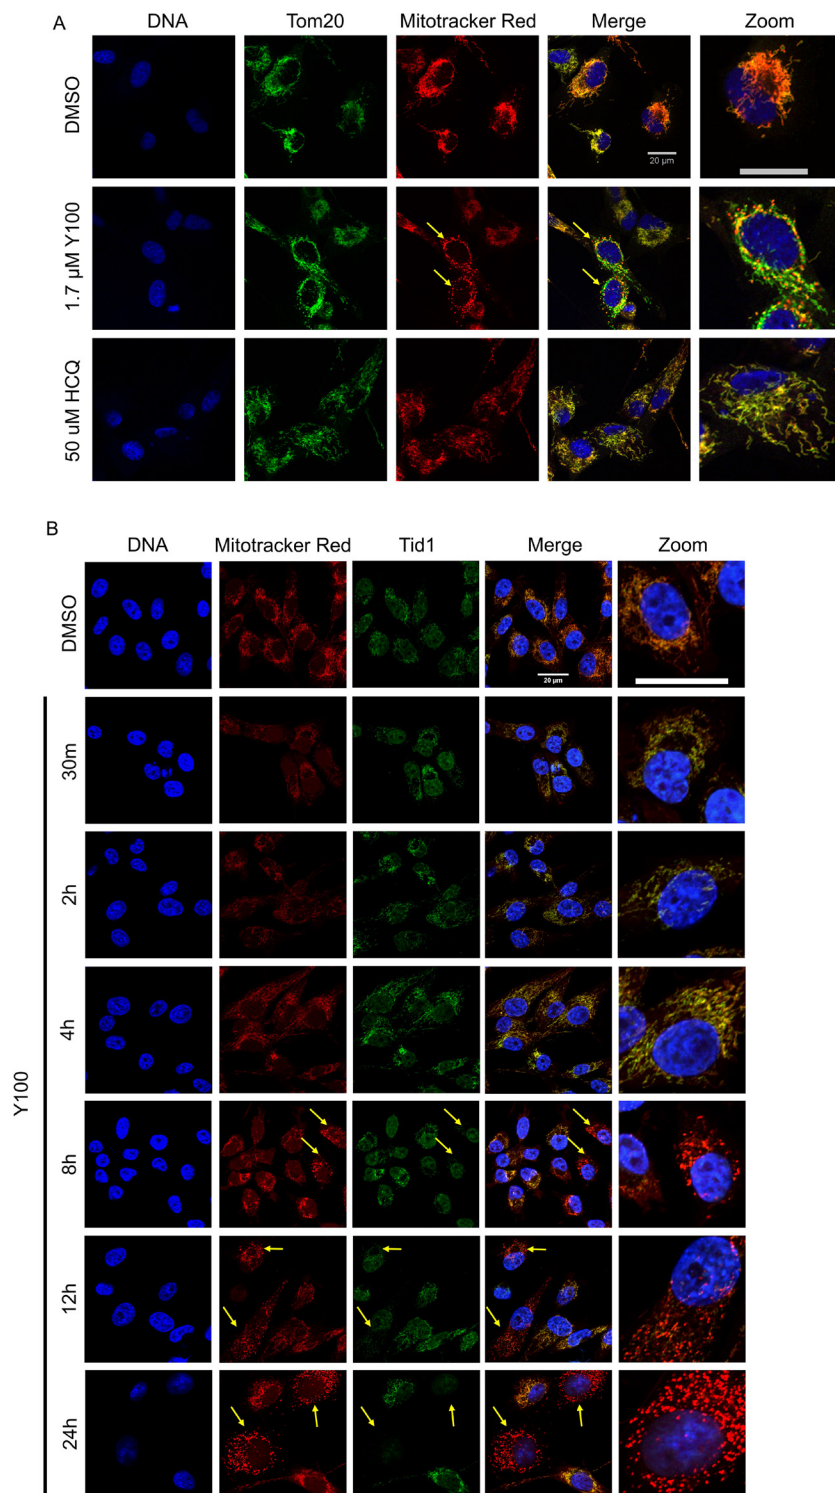 A
DNA Tom20 Mitotracker Red Merge Zoom
DMSO
20 µm
1.7 µM Y100
50 uM HCQ
B
DNA Mitotracker Red Tid1 Merge Zoom
DMSO
20 µm
Y100
30m
2h
4h
8h
12h
24h